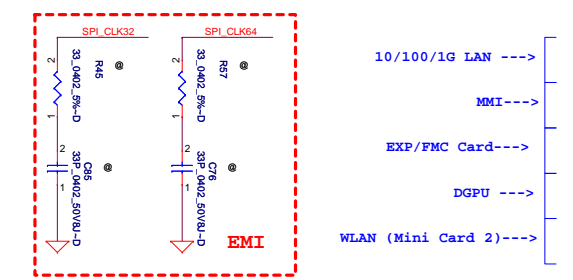 SPI_CLK32
SPI_CLK64
2
33_0402_5%~D
R45
@
1
2
33_0402_5%~D
R57
@
1
2
33P_0402_50V8J~D
C85
@
1
2
33P_0402_50V8J~D
C76
@
1
EMI
10/100/1G LAN --->
MMI--->
EXP/FMC Card--->
DGPU --->
WLAN (Mini Card 2)--->